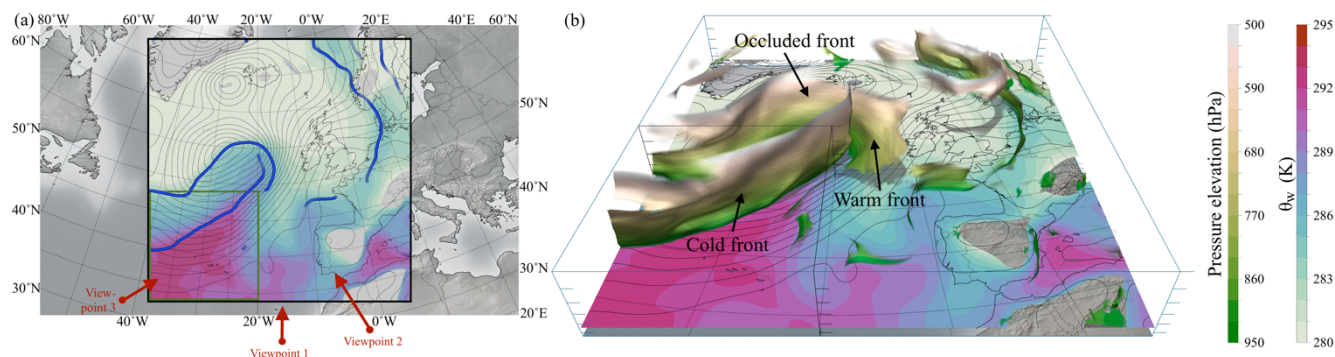 (a)
80°W 60°W 40°W 20°W 0°W 20°E 40°E 60°E
60°N
50°N
40°N
30°N
50°N
40°N
30°N
20°E
View-
point 3
40°W 20°W 0°W
Viewpoint 1
Viewpoint 2
(b)
Occluded front
Warm front
Cold front
Pressure elevation (hPa)
500
590
680
770
860
950
θw (K)
295
292
289
286
283
280